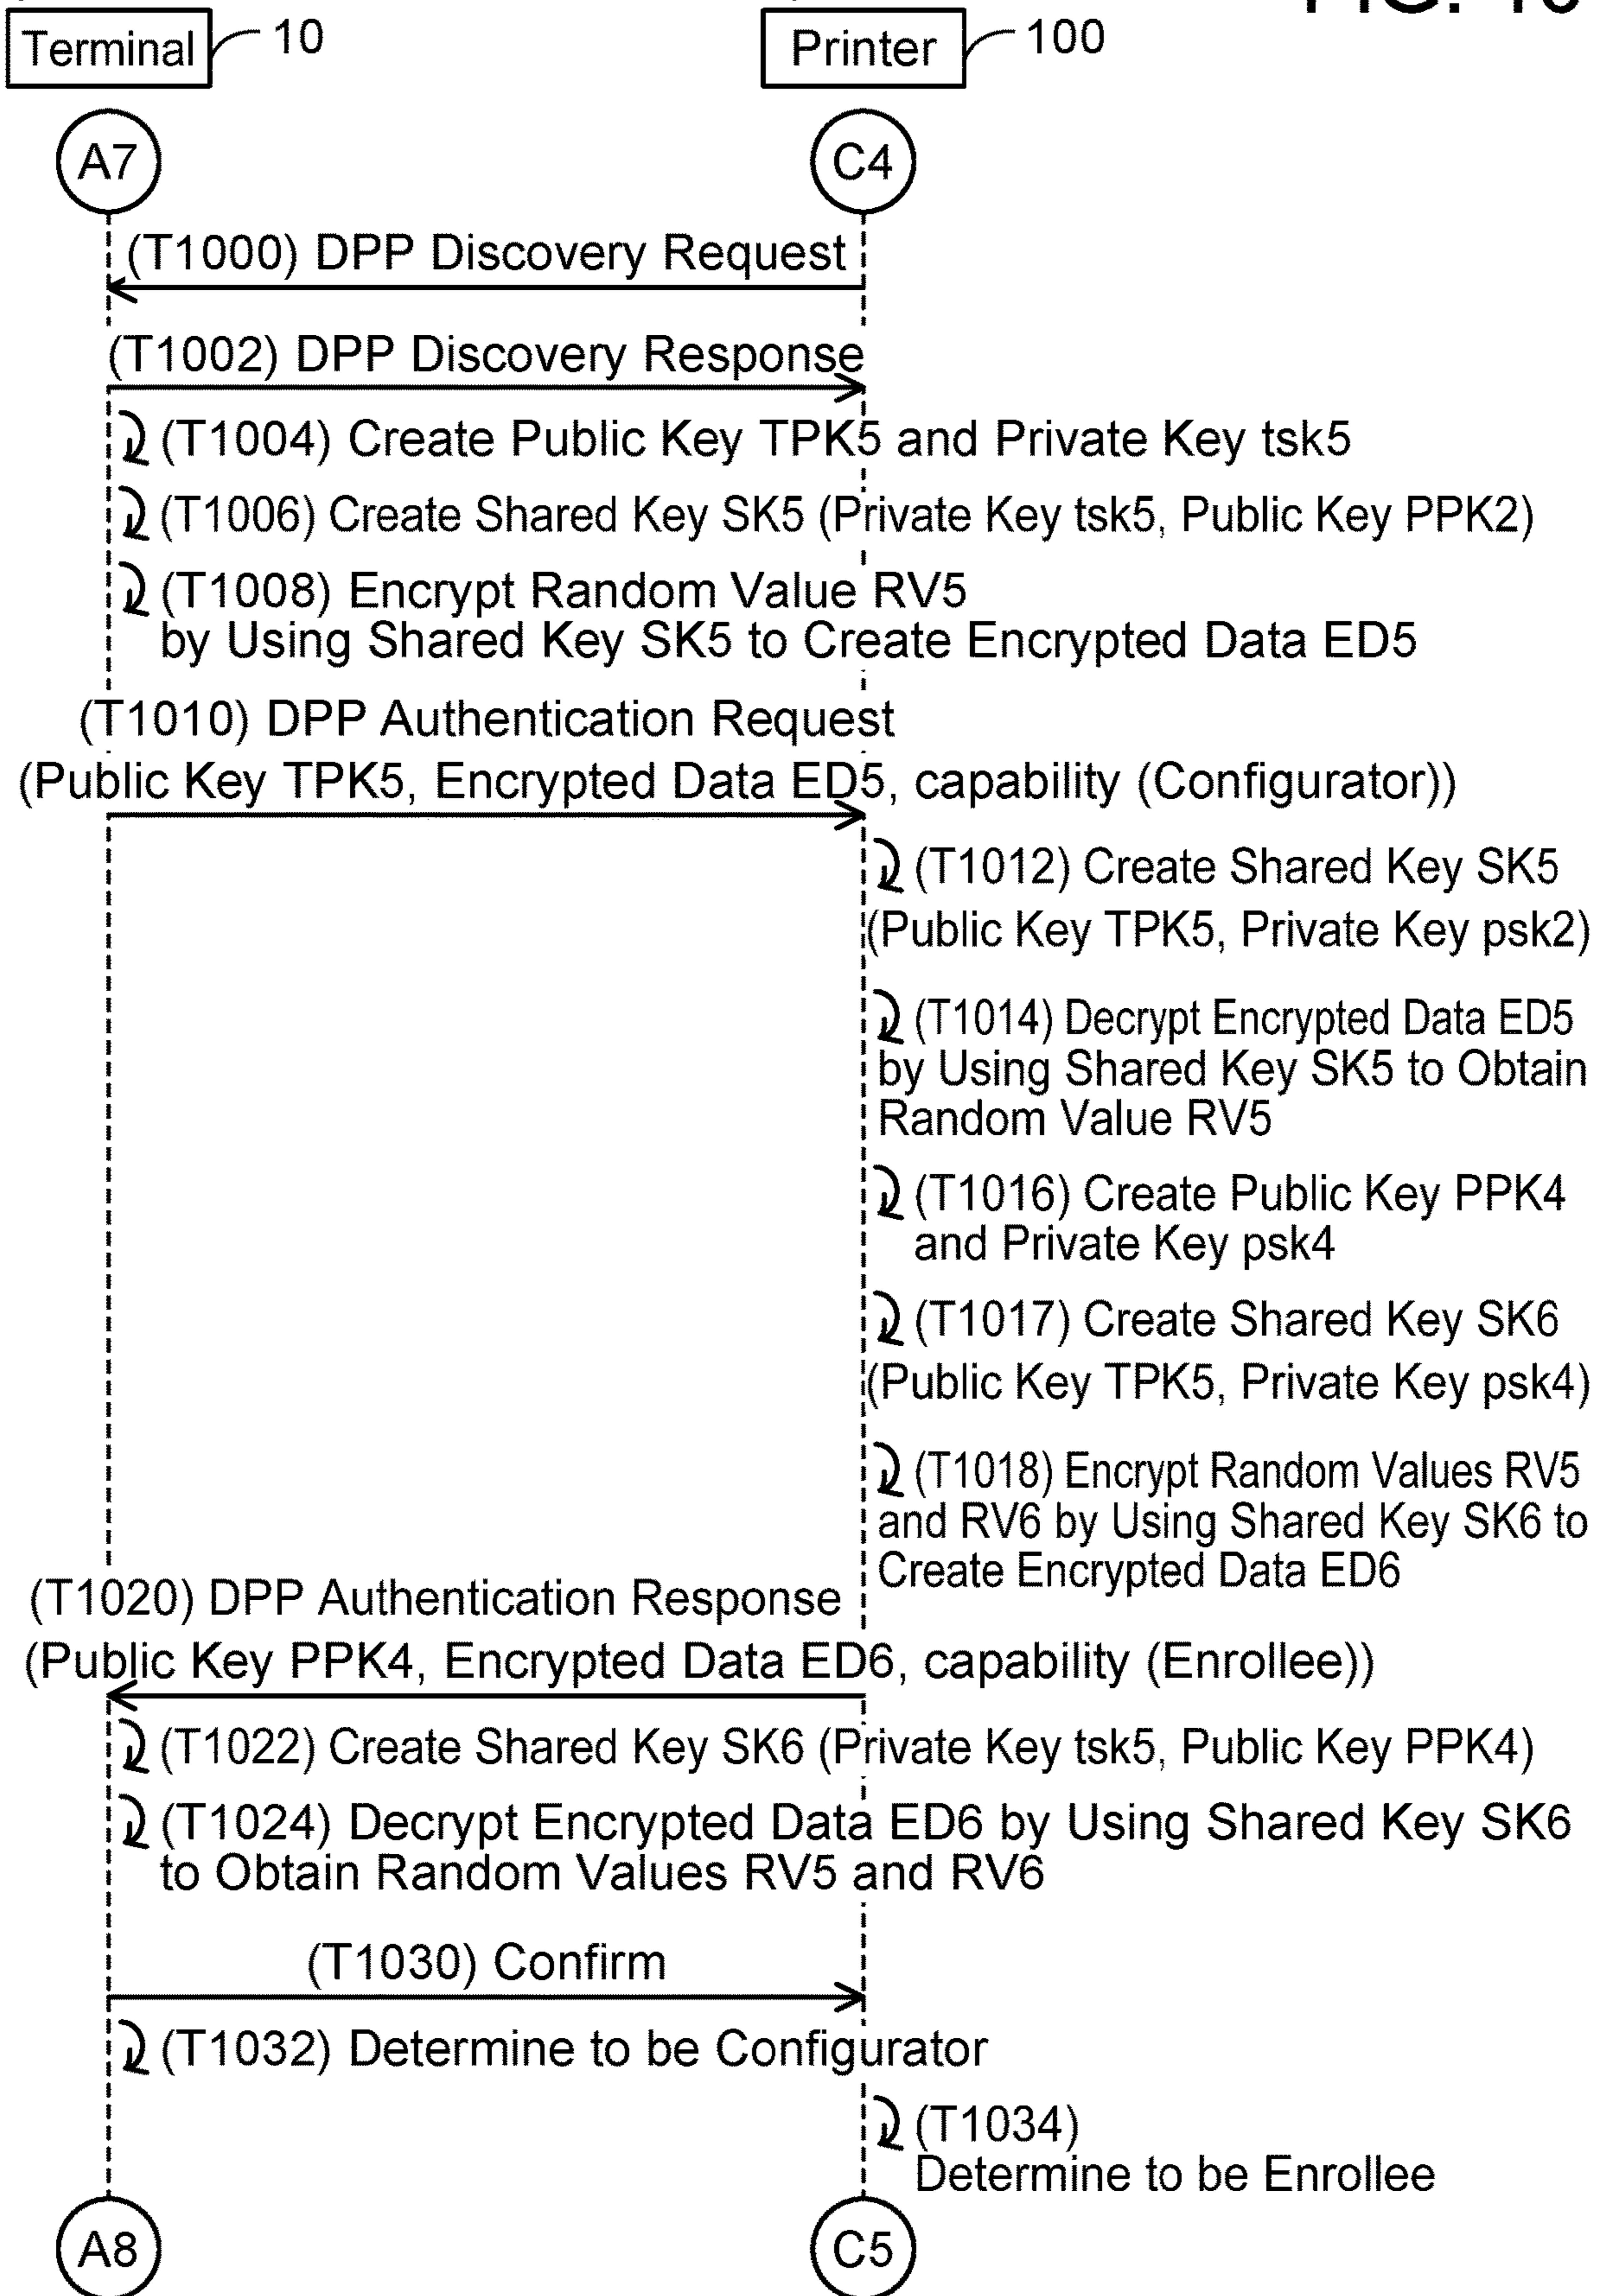 Terminal 10
Printer 100
A7
C4
(T1000) DPP Discovery Request
(T1002) DPP Discovery Response
(T1004) Create Public Key TPK5 and Private Key tsk5
(T1006) Create Shared Key SK5 (Private Key tsk5, Public Key PPK2)
(T1008) Encrypt Random Value RV5
by Using Shared Key SK5 to Create Encrypted Data ED5
(T1010) DPP Authentication Request
(Public Key TPK5, Encrypted Data ED5, capability (Configurator))
(T1012) Create Shared Key SK5
(Public Key TPK5, Private Key psk2)
(T1014) Decrypt Encrypted Data ED5
by Using Shared Key SK5 to Obtain
Random Value RV5
(T1016) Create Public Key PPK4
and Private Key psk4
(T1017) Create Shared Key SK6
(Public Key TPK5, Private Key psk4)
(T1018) Encrypt Random Values RV5
and RV6 by Using Shared Key SK6 to
Create Encrypted Data ED6
(T1020) DPP Authentication Response
(Public Key PPK4, Encrypted Data ED6, capability (Enrollee))
(T1022) Create Shared Key SK6 (Private Key tsk5, Public Key PPK4)
(T1024) Decrypt Encrypted Data ED6 by Using Shared Key SK6
to Obtain Random Values RV5 and RV6
(T1030) Confirm
(T1032) Determine to be Configurator
(T1034)
Determine to be Enrollee
A8
C5